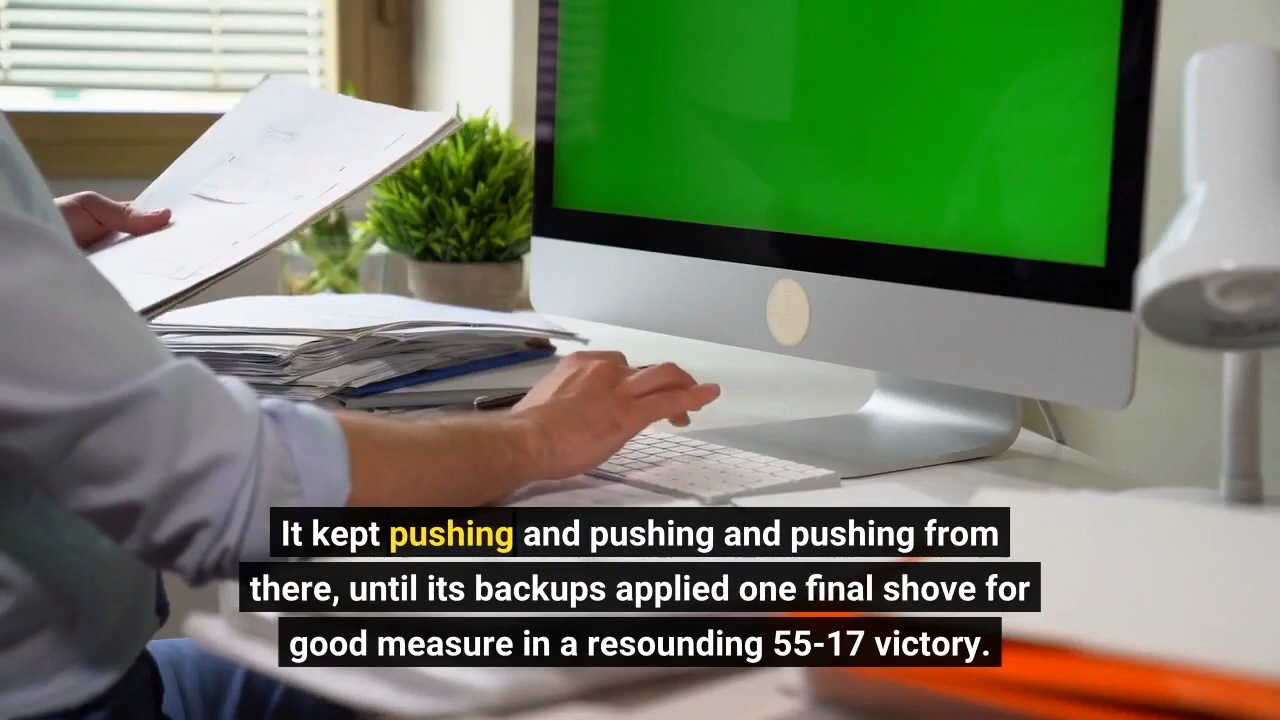 It kept pushing and pushing and pushing from
there, until its backups applied one final shove for
good measure in a resounding 55-17 victory.